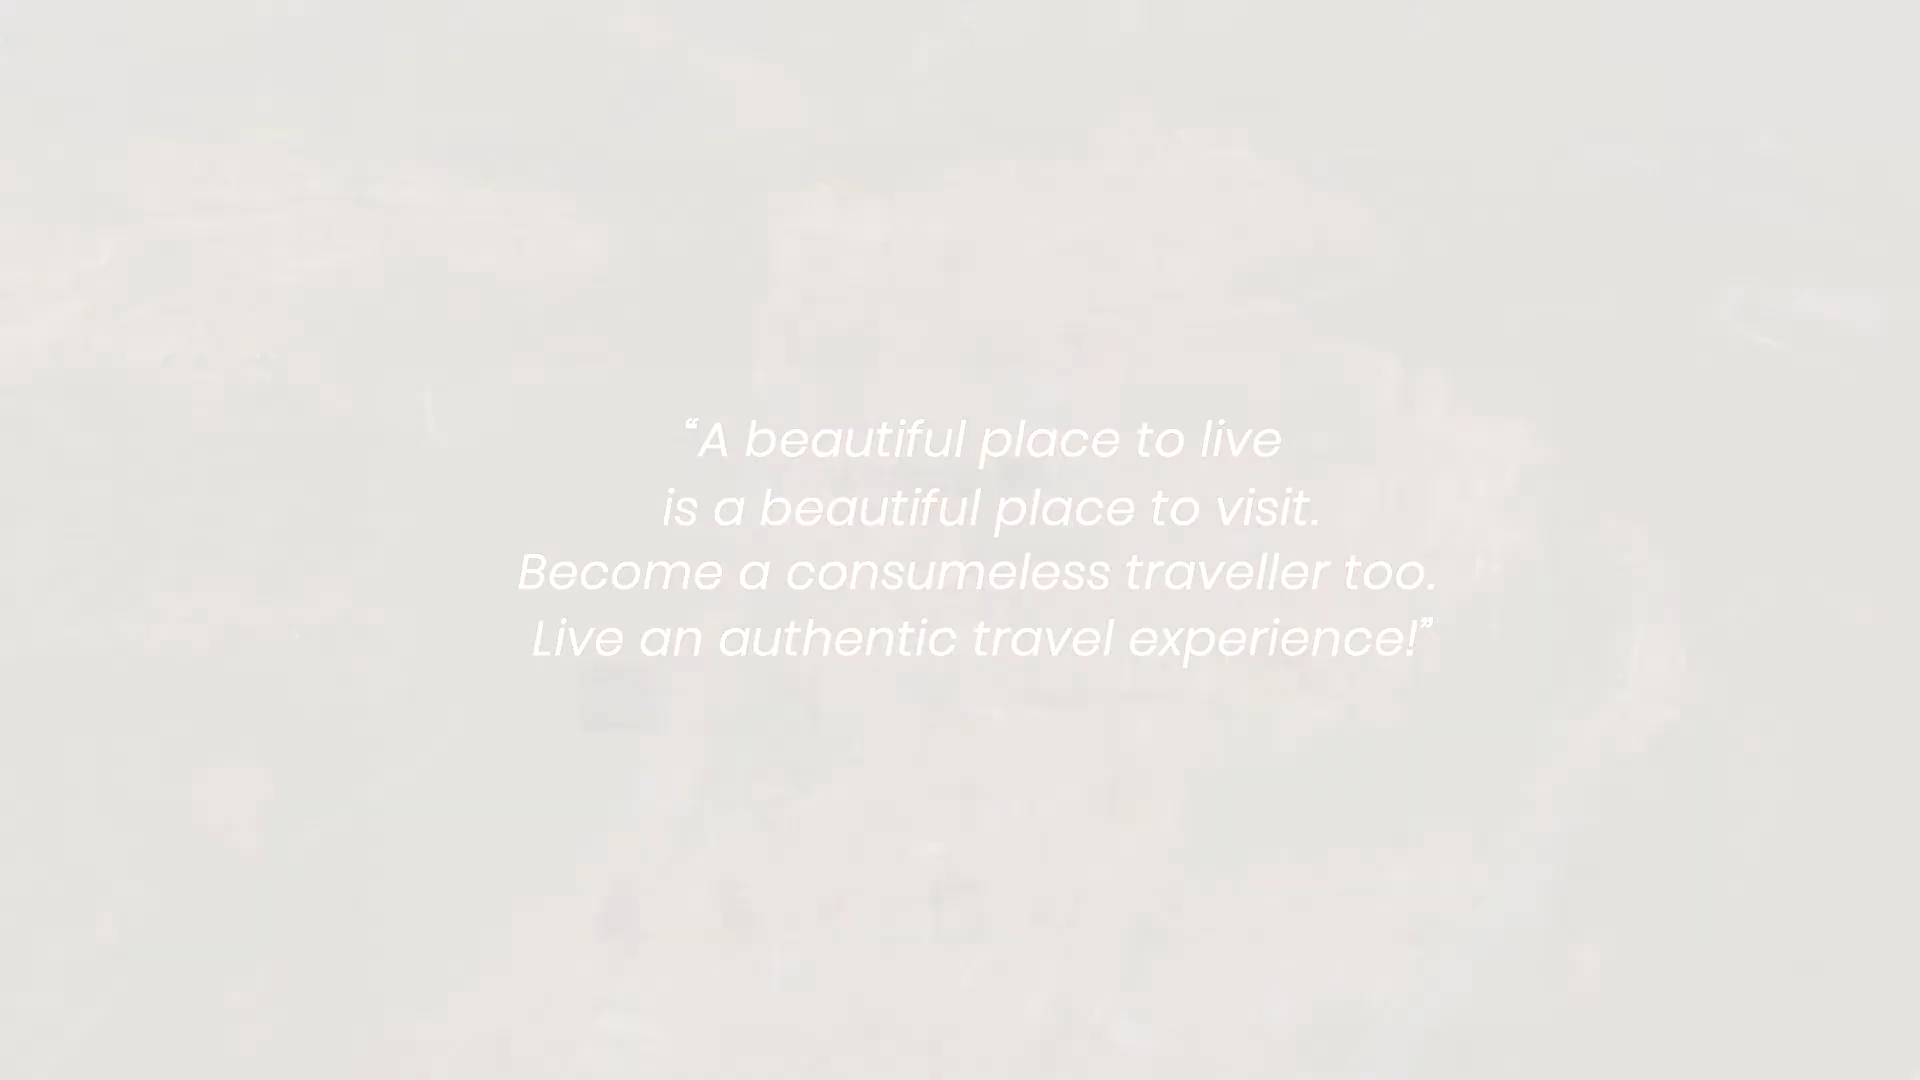 “A beautiful place to live
is a beautiful place to visit.
Become a consumeless traveller too.
Live an authentic travel experience!”